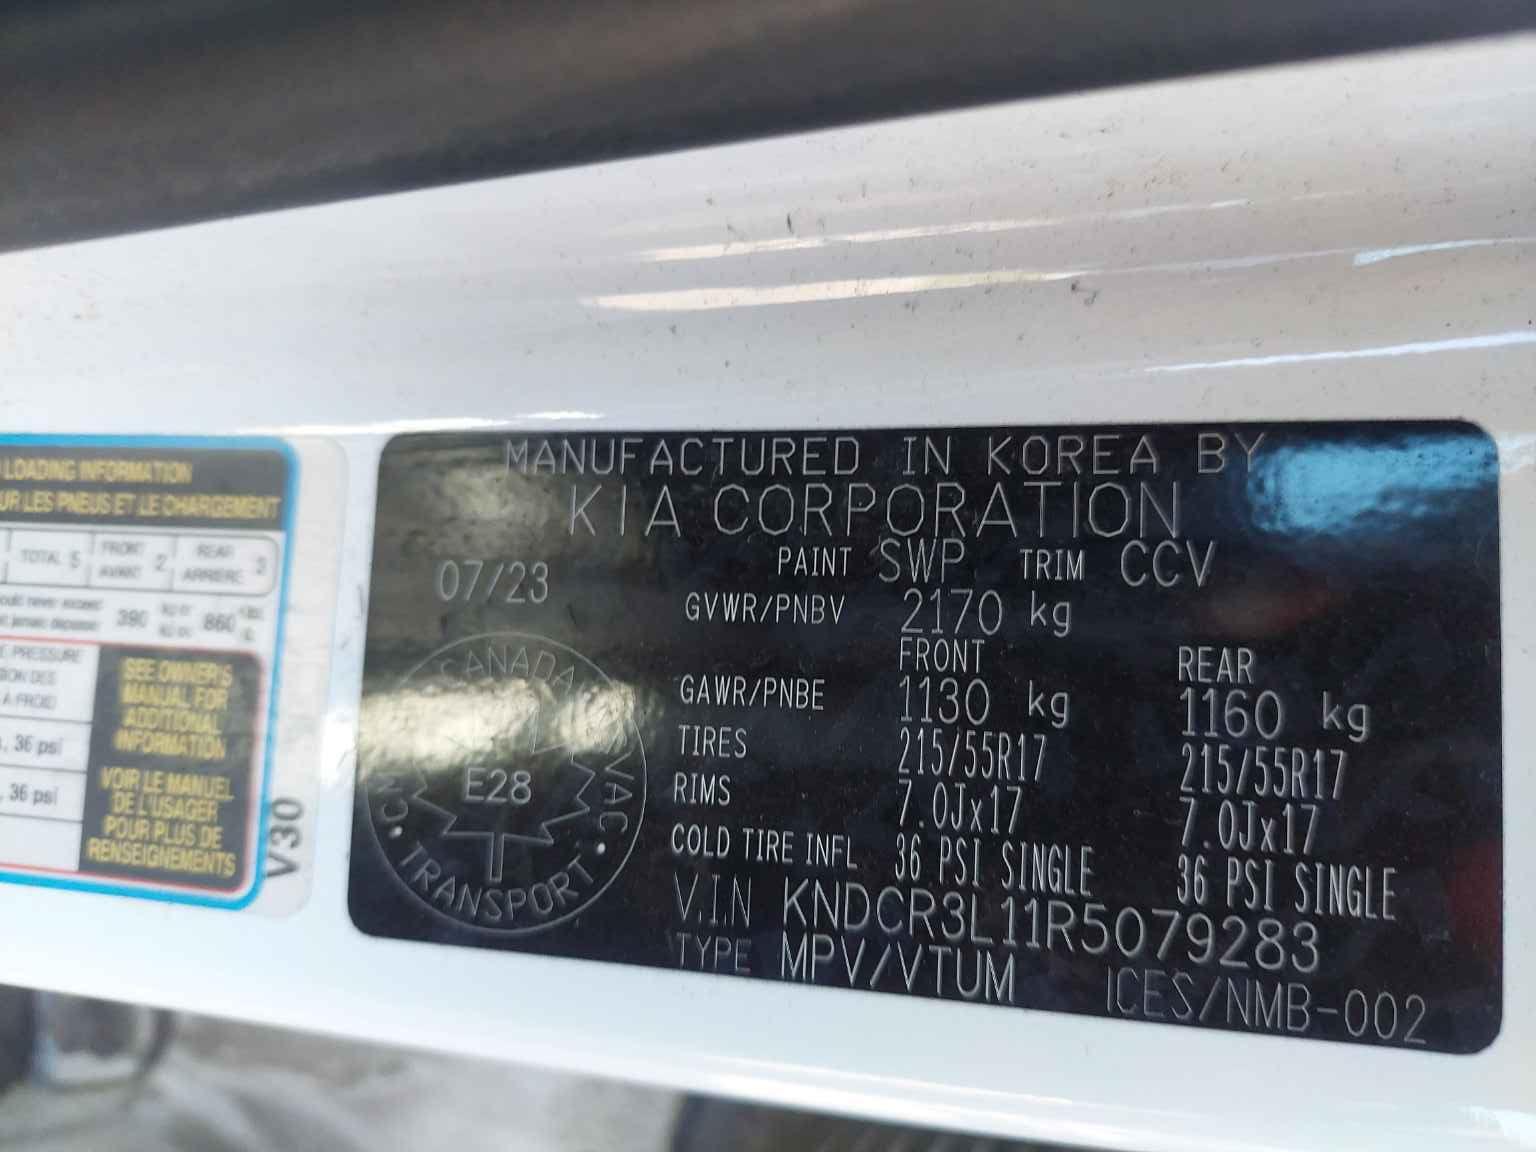 LOADING INFORMATION
UR LES PNEUS ET LE CHARGEMENT
TOTAL 5
FRONT
AVANT 2
REAR
ARRIERE 3
390 kg or 860
E PRESSURE
A FROID
, 36 psi
, 36 psi
SEE OWNER'S
MANUAL FOR
ADDITIONAL
INFORMATION
VOIR LE MANUEL
DE L'USAGER
POUR PLUS DE
RENSEIGNEMENTS
V30
MANUFACTURED IN KOREA BY
KIA CORPORATION
PAINT SWP TRIM CCV
07/23
GVWR/PNBV 2170 kg
FRONT REAR
GAWR/PNBE 1130 kg 1160 kg
TIRES 215/55R17 215/55R17
RIMS 7.0Jx17 7.0Jx17
COLD TIRE INFL 36 PSI SINGLE 36 PSI SINGLE
V.I.N KNDCR3L11R5079283
TYPE MPV/VTUM ICES/NMB-002
CANADA
E28
TRANSPORT